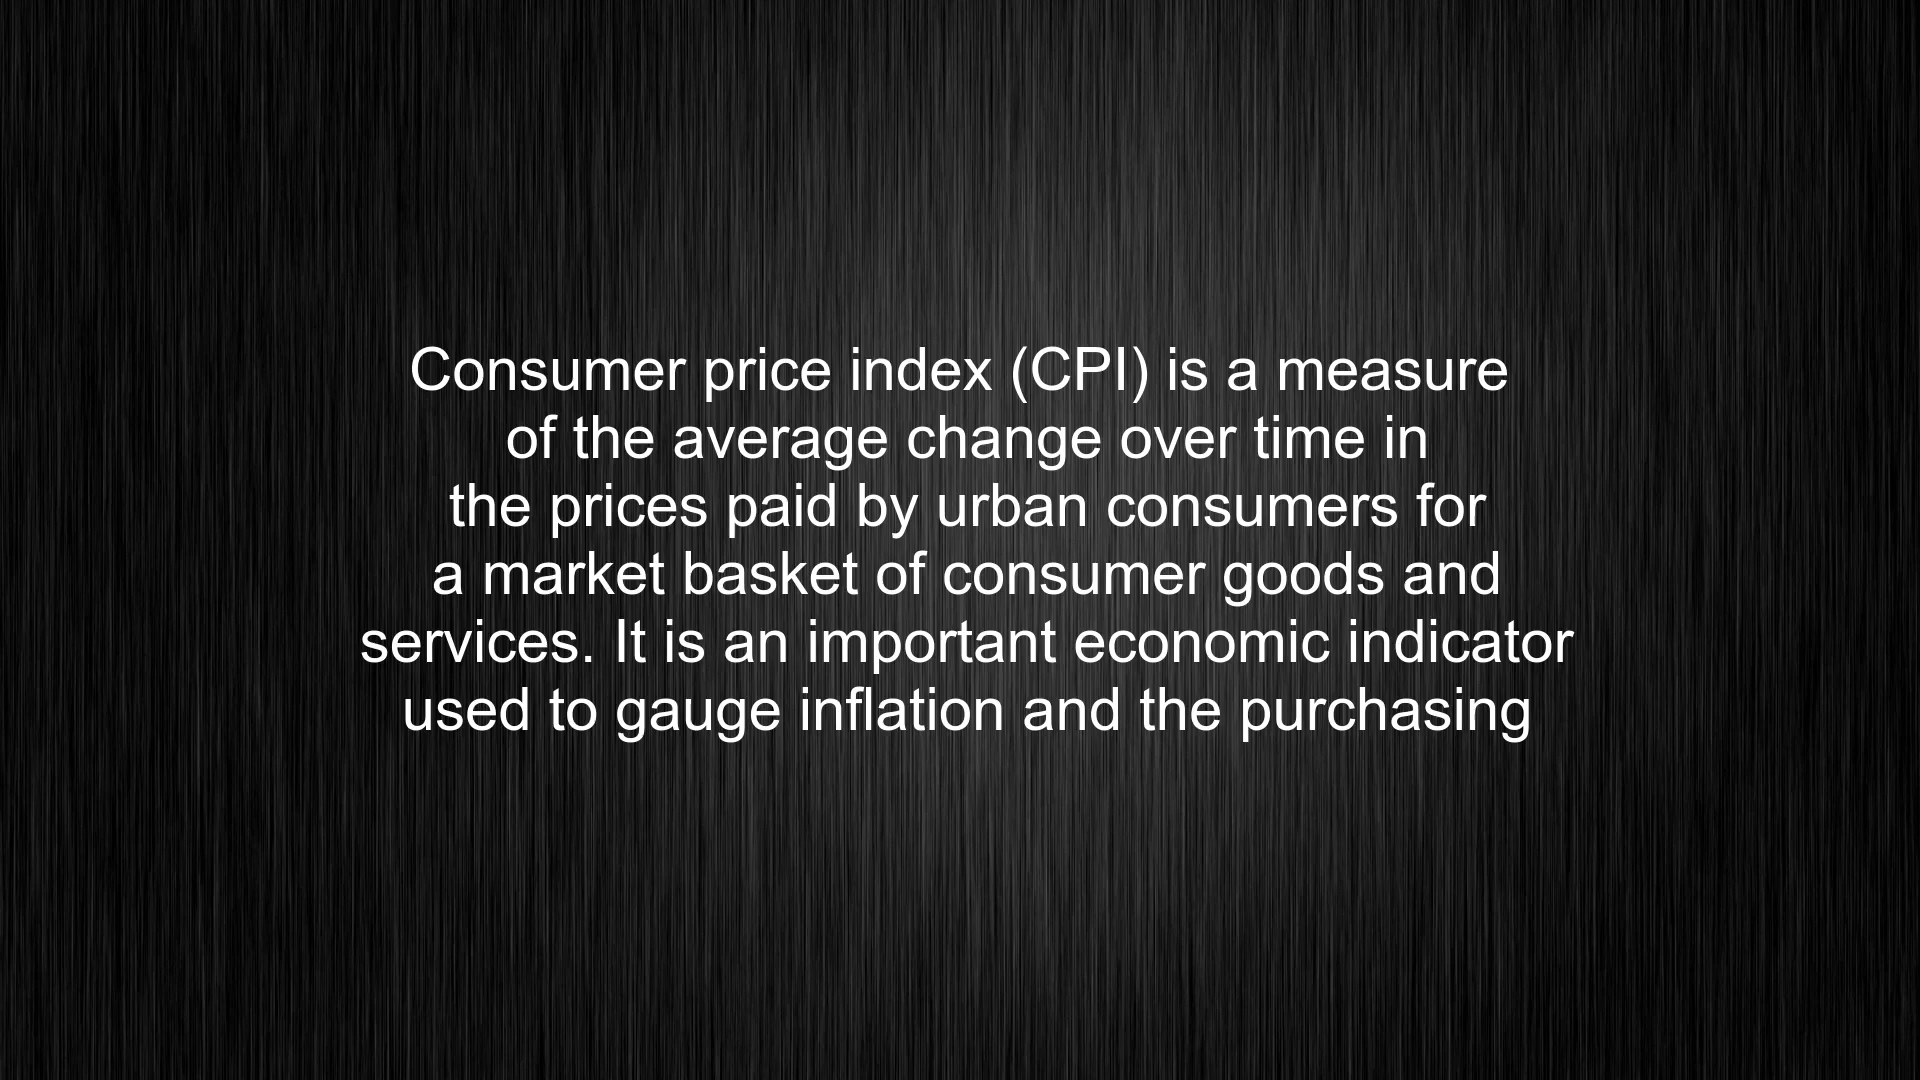 Consumer price index (CPI) is a measure
of the average change over time in
the prices paid by urban consumers for
a market basket of consumer goods and
services. It is an important economic indicator
used to gauge inflation and the purchasing